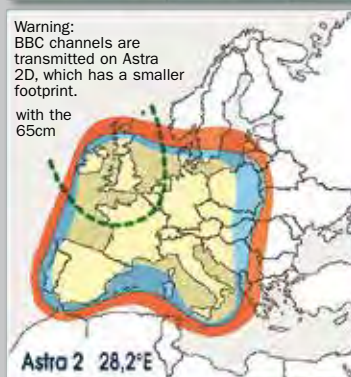 Warning:
BBC channels are
transmitted on Astra
2D, which has a smaller
footprint.
with the
65cm
Astra 2 28,2°E